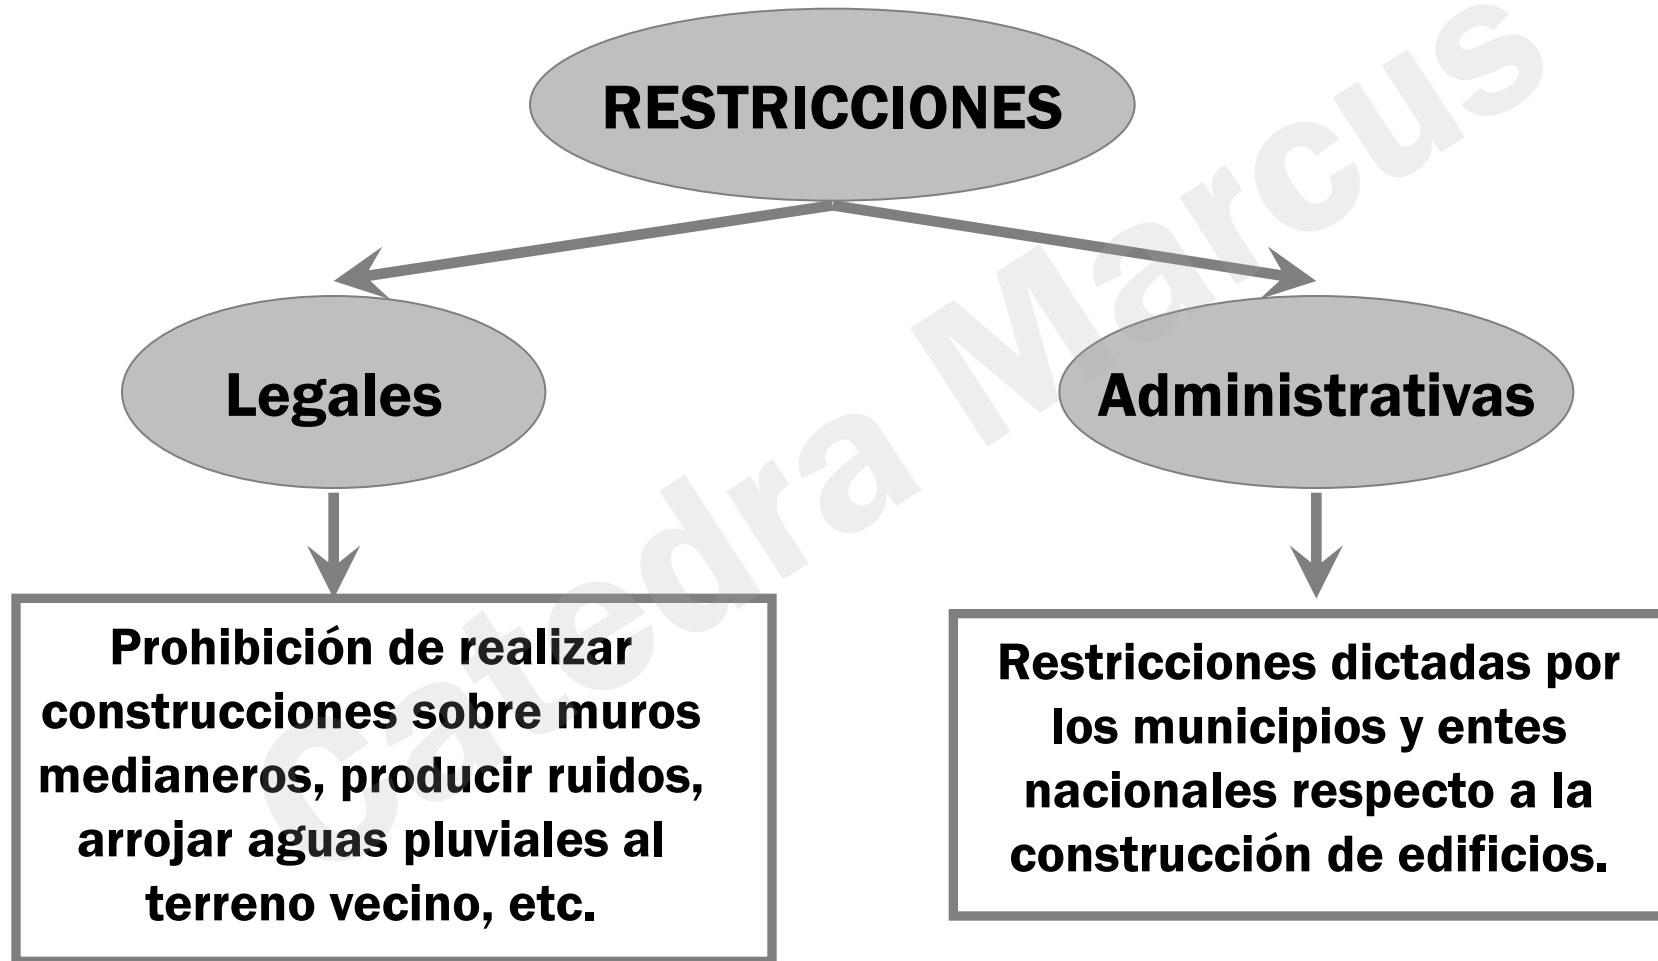 RESTRICCIONES
Legales
Administrativas
Prohibición de realizar
construcciones sobre muros
medianeros, producir ruidos,
arrojar aguas pluviales al
terreno vecino, etc.
Restricciones dictadas por
los municipios y entes
nacionales respecto a la
construcción de edificios.
Catedra Marcus